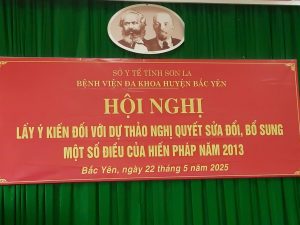 SỞ Y TẾ TỈNH SƠN LA
BỆNH VIỆN ĐA KHOA HUYỆN BẮC YÊN
HỘI NGHỊ
LẤY Ý KIẾN ĐỐI VỚI DỰ THẢO NGHỊ QUYẾT SỬA ĐỔI, BỔ SUNG
MỘT SỐ ĐIỀU CỦA HIẾN PHÁP NĂM 2013
Bắc Yên, ngày 22 tháng 5 năm 2025